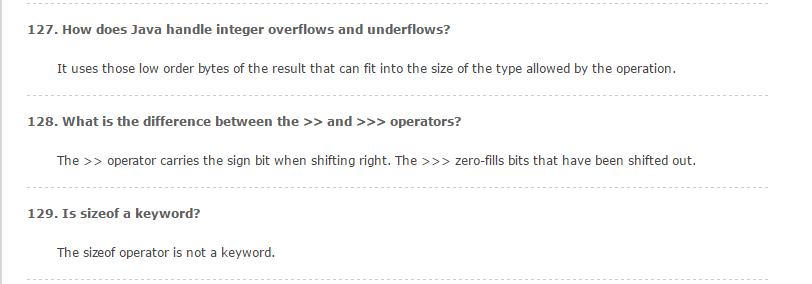 127. How does Java handle integer overflows and underflows?
It uses those low order bytes of the result that can fit into the size of the type allowed by the operation.
128. What is the difference between the >> and >>> operators?
The >> operator carries the sign bit when shifting right. The >>> zero-fills bits that have been shifted out.
129. Is sizeof a keyword?
The sizeof operator is not a keyword.